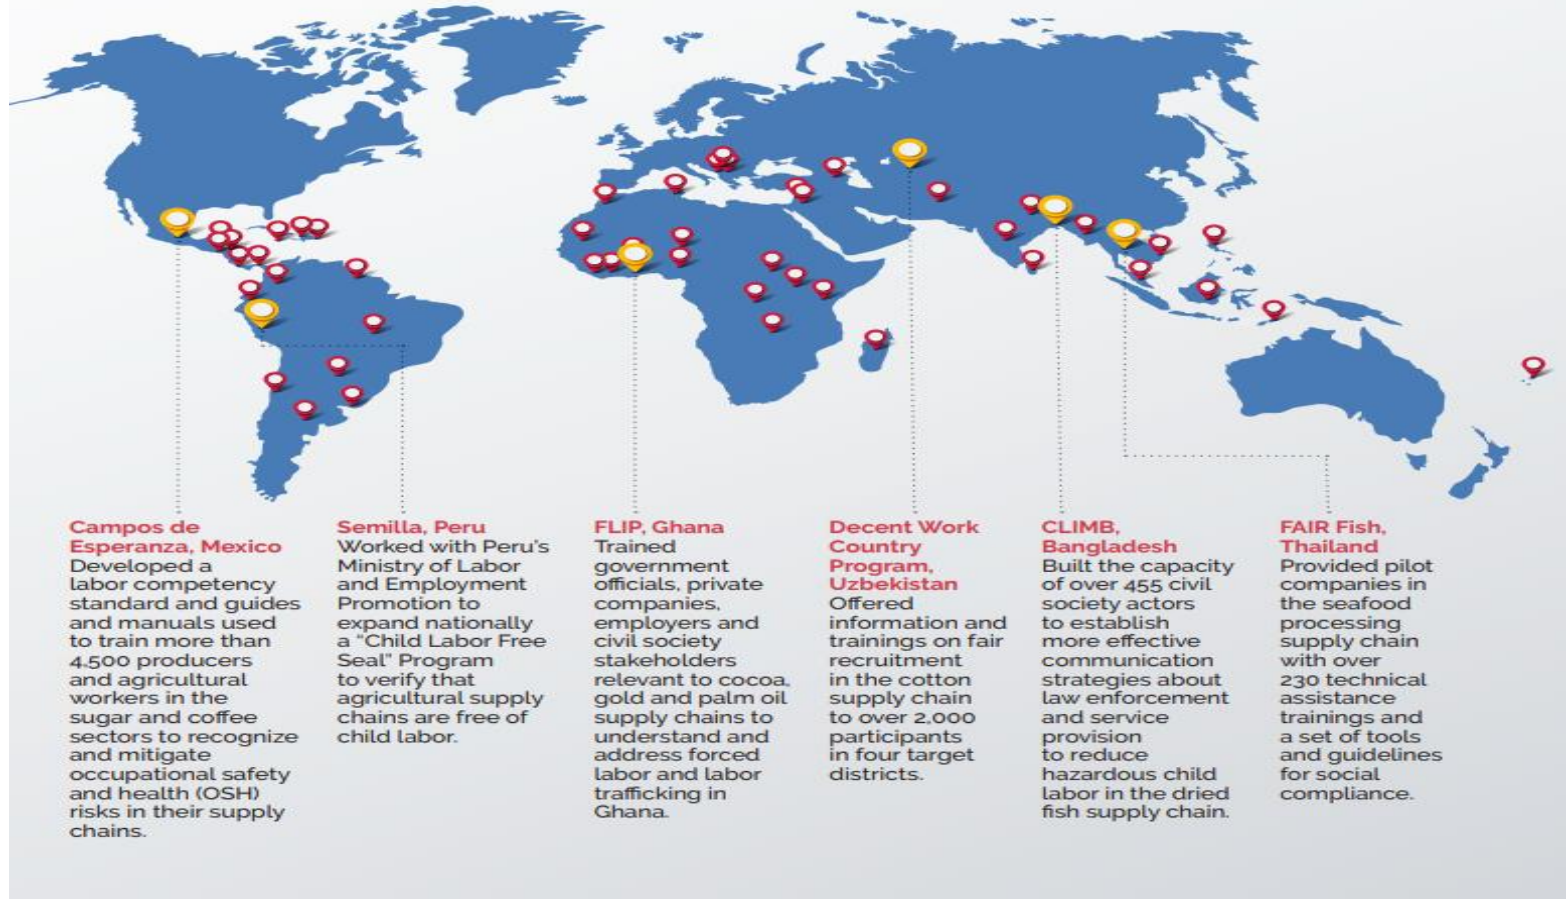 Campos de
Esperanza, Mexico
Developed a
labor competency
standard and guides
and manuals used
to train more than
4,500 producers
and agricultural
workers in the
sugar and coffee
sectors to recognize
and mitigate
occupational safety
and health (OSH)
risks in their supply
chains.
Semilla, Peru
Worked with Peru's
Ministry of Labor
and Employment
Promotion to
expand nationally
a “Child Labor Free
Seal” Program
to verify that
agricultural supply
chains are free of
child labor.
FLIP, Ghana
Trained
government
officials, private
companies,
employers and
civil society
stakeholders
relevant to cocoa,
gold and palm oil
supply chains to
understand and
address forced
labor and labor
trafficking in
Ghana.
Decent Work
Country
Program,
Uzbekistan
Offered
information and
trainings on fair
recruitment
in the cotton
supply chain
to over 2,000
participants
in four target
districts.
CLIMB,
Bangladesh
Built the capacity
of over 455 civil
society actors
to establish
more effective
communication
strategies about
law enforcement
and service
provision
to reduce
hazardous child
labor in the dried
fish supply chain.
FAIR Fish,
Thailand
Provided pilot
companies in
the seafood
processing
supply chain
with over
230 technical
assistance
trainings and
a set of tools
and guidelines
for social
compliance.